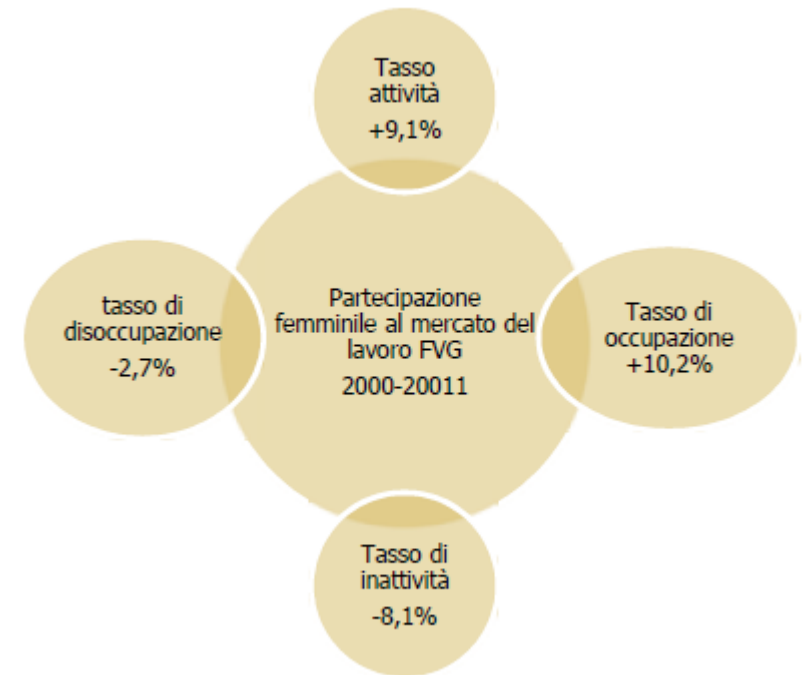 Tasso
attività
+9,1%
tasso di
disoccupazione
-2,7%
Partecipazione
femminile al mercato del
lavoro FVG
2000-20011
Tasso di
occupazione
+10,2%
Tasso di
inattività
-8,1%